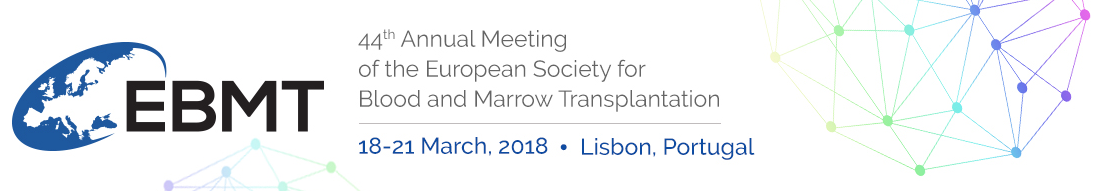 EBMT
44th Annual Meeting
of the European Society for
Blood and Marrow Transplantation
18-21 March, 2018 • Lisbon, Portugal